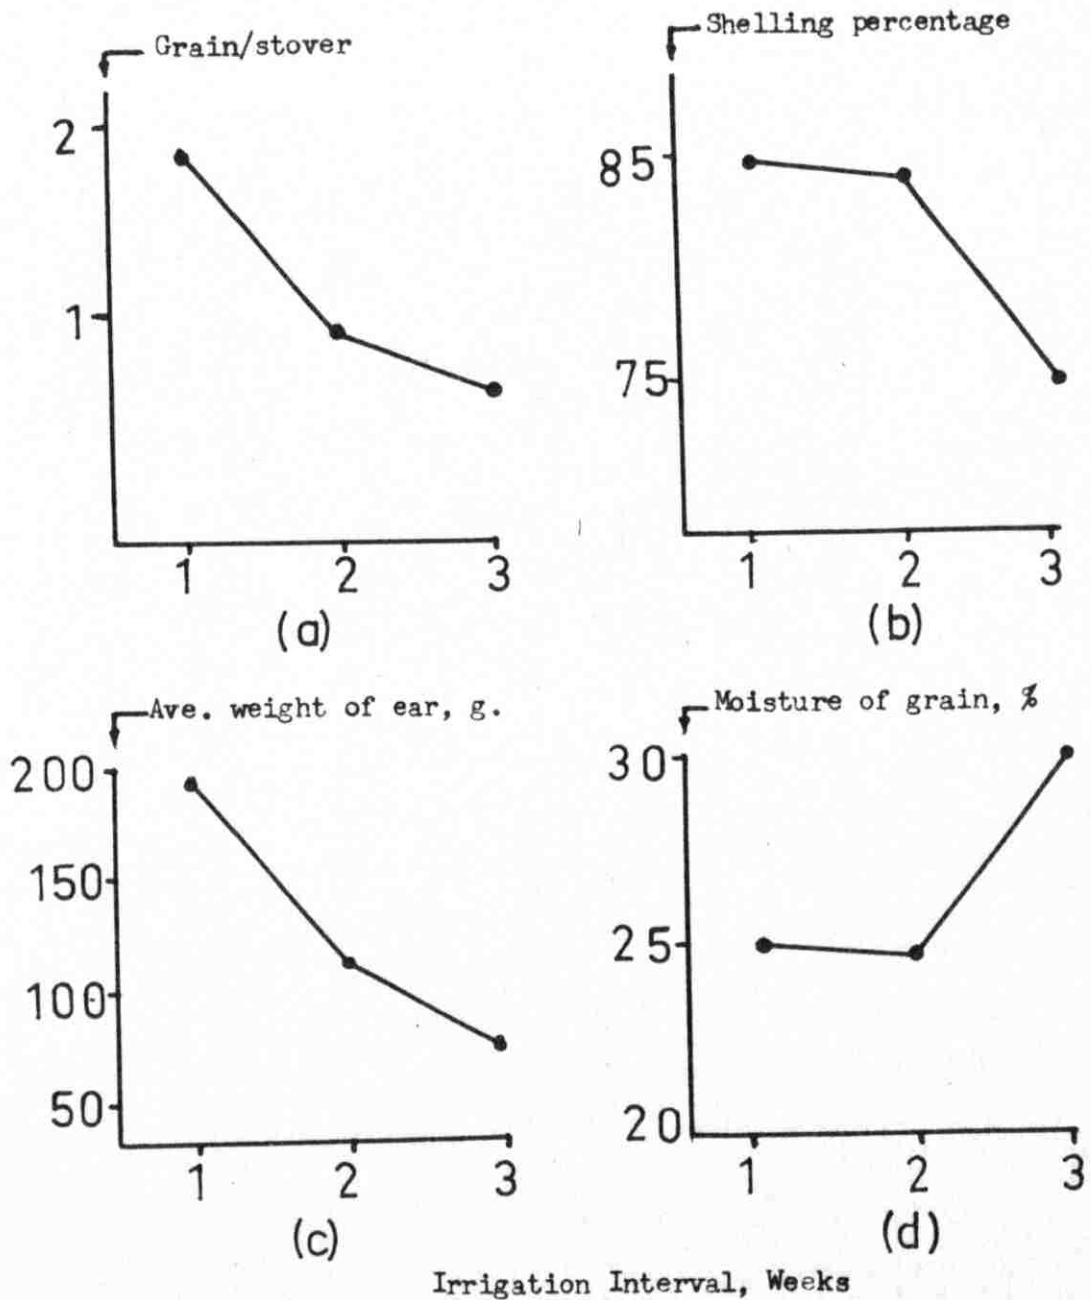 Grain/stover
2
1
1 2 3
(a)
Shelling percentage
85
75
1 2 3
(b)
Ave. weight of ear, g.
200
150
100
50
1 2 3
(c)
Moisture of grain, %
30
25
20
1 2 3
(d)
Irrigation Interval, Weeks